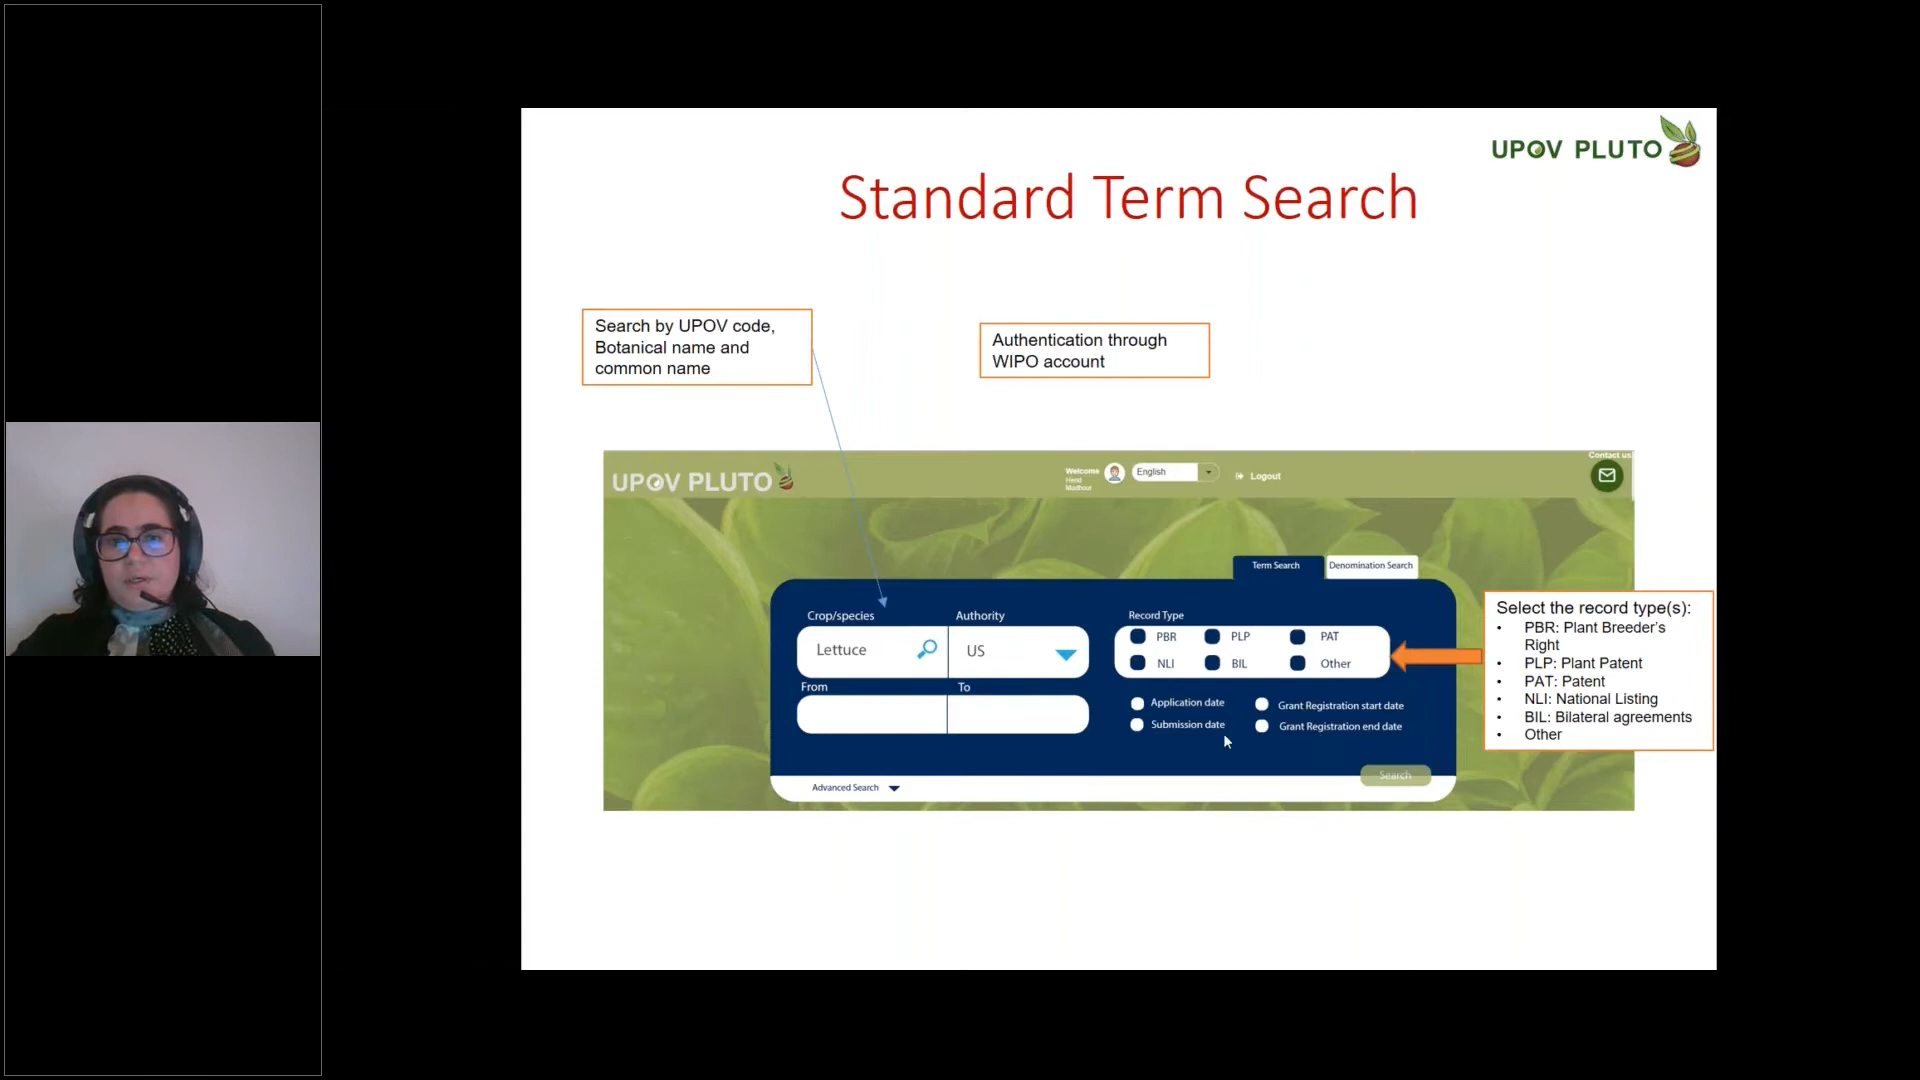 UPOV PLUTO
Standard Term Search
Search by UPOV code,
Botanical name and
common name
Authentication through
WIPO account
UPOV PLUTO
Welcome
Hend
Madhour
English
Logout
Contact us
Term Search
Denomination Search
Crop/species
Authority
Record Type
Lettuce
US
PBR
PLP
PAT
NLI
BIL
Other
From
To
Application date
Grant Registration start date
Submission date
Grant Registration end date
Search
Advanced Search
Select the record type(s):
• PBR: Plant Breeder's
Right
• PLP: Plant Patent
• PAT: Patent
• NLI: National Listing
• BIL: Bilateral agreements
• Other